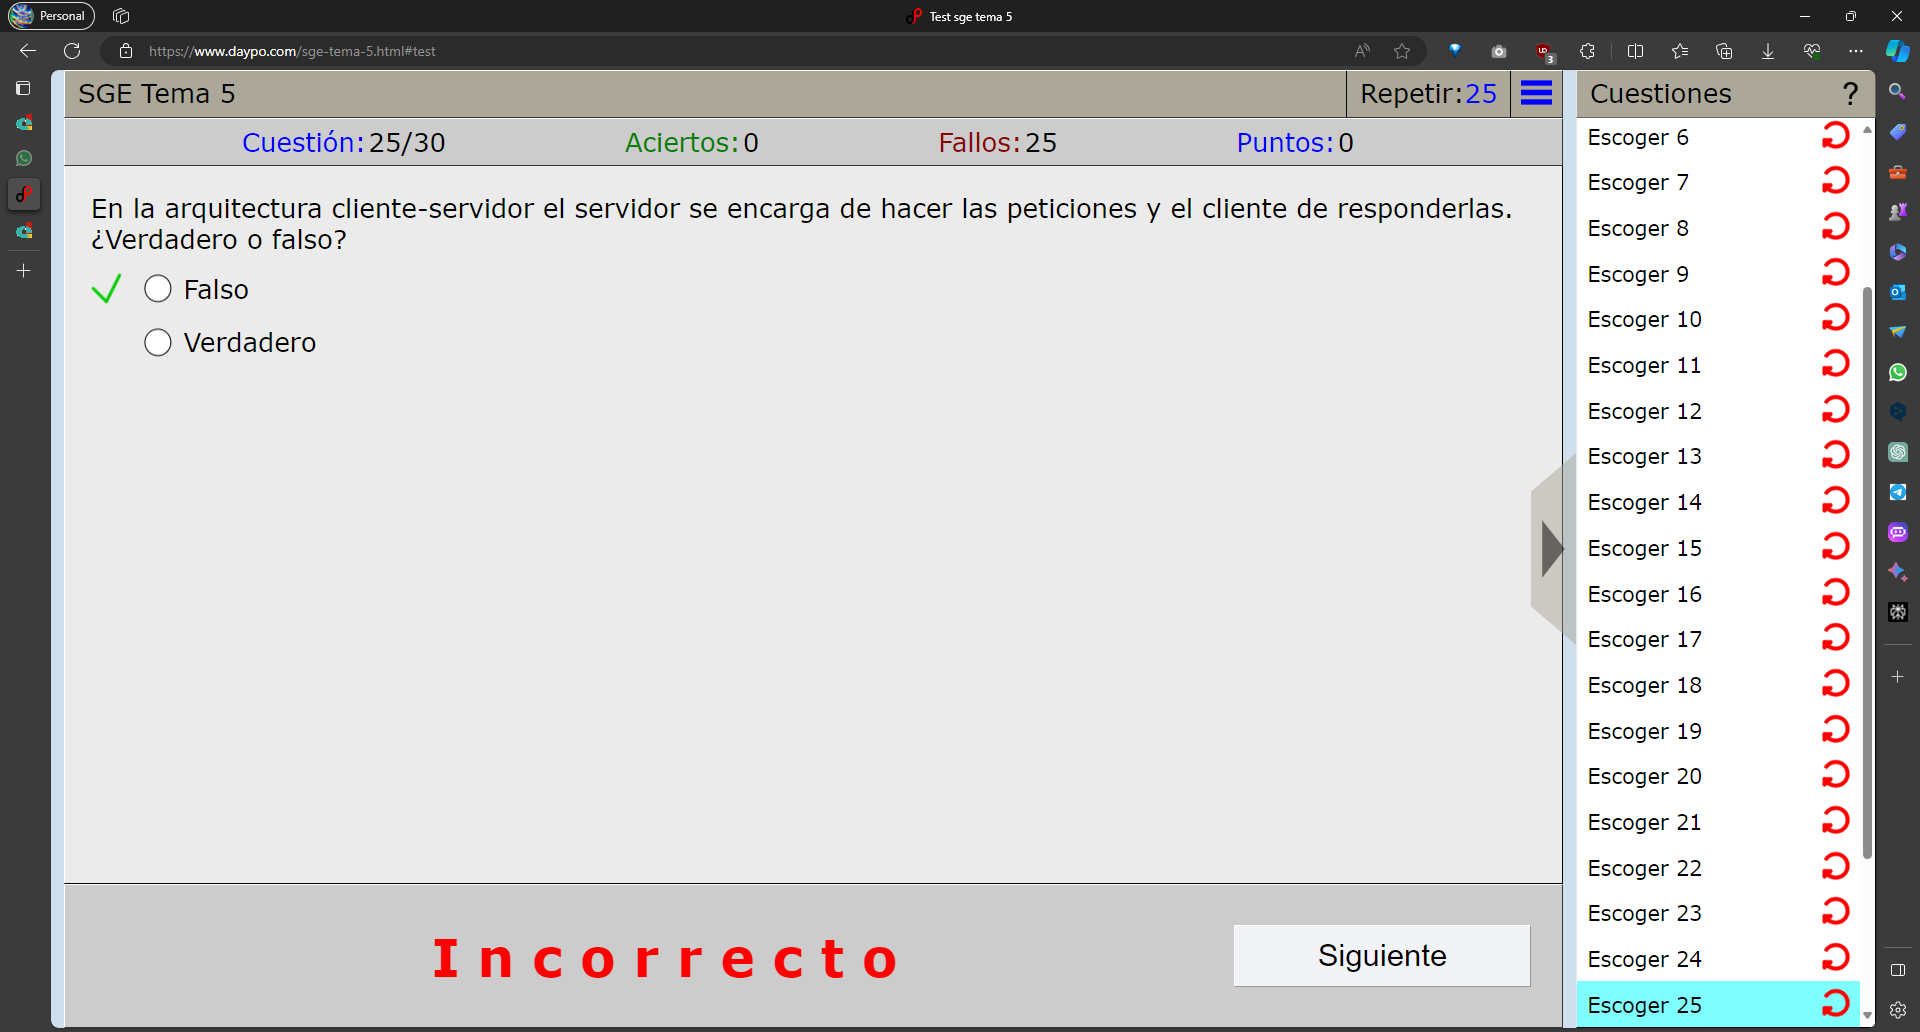 Personal
Test sge tema 5
https://www.daypo.com/sge-tema-5.html#test
3
SGE Tema 5
Repetir:25
Cuestiones
?
Cuestión:25/30
Aciertos:0
Fallos:25
Puntos:0
En la arquitectura cliente-servidor el servidor se encarga de hacer las peticiones y el cliente de responderlas.
¿Verdadero o falso?
Falso
Verdadero
Incorrecto
Siguiente
Escoger 6
Escoger 7
Escoger 8
Escoger 9
Escoger 10
Escoger 11
Escoger 12
Escoger 13
Escoger 14
Escoger 15
Escoger 16
Escoger 17
Escoger 18
Escoger 19
Escoger 20
Escoger 21
Escoger 22
Escoger 23
Escoger 24
Escoger 25